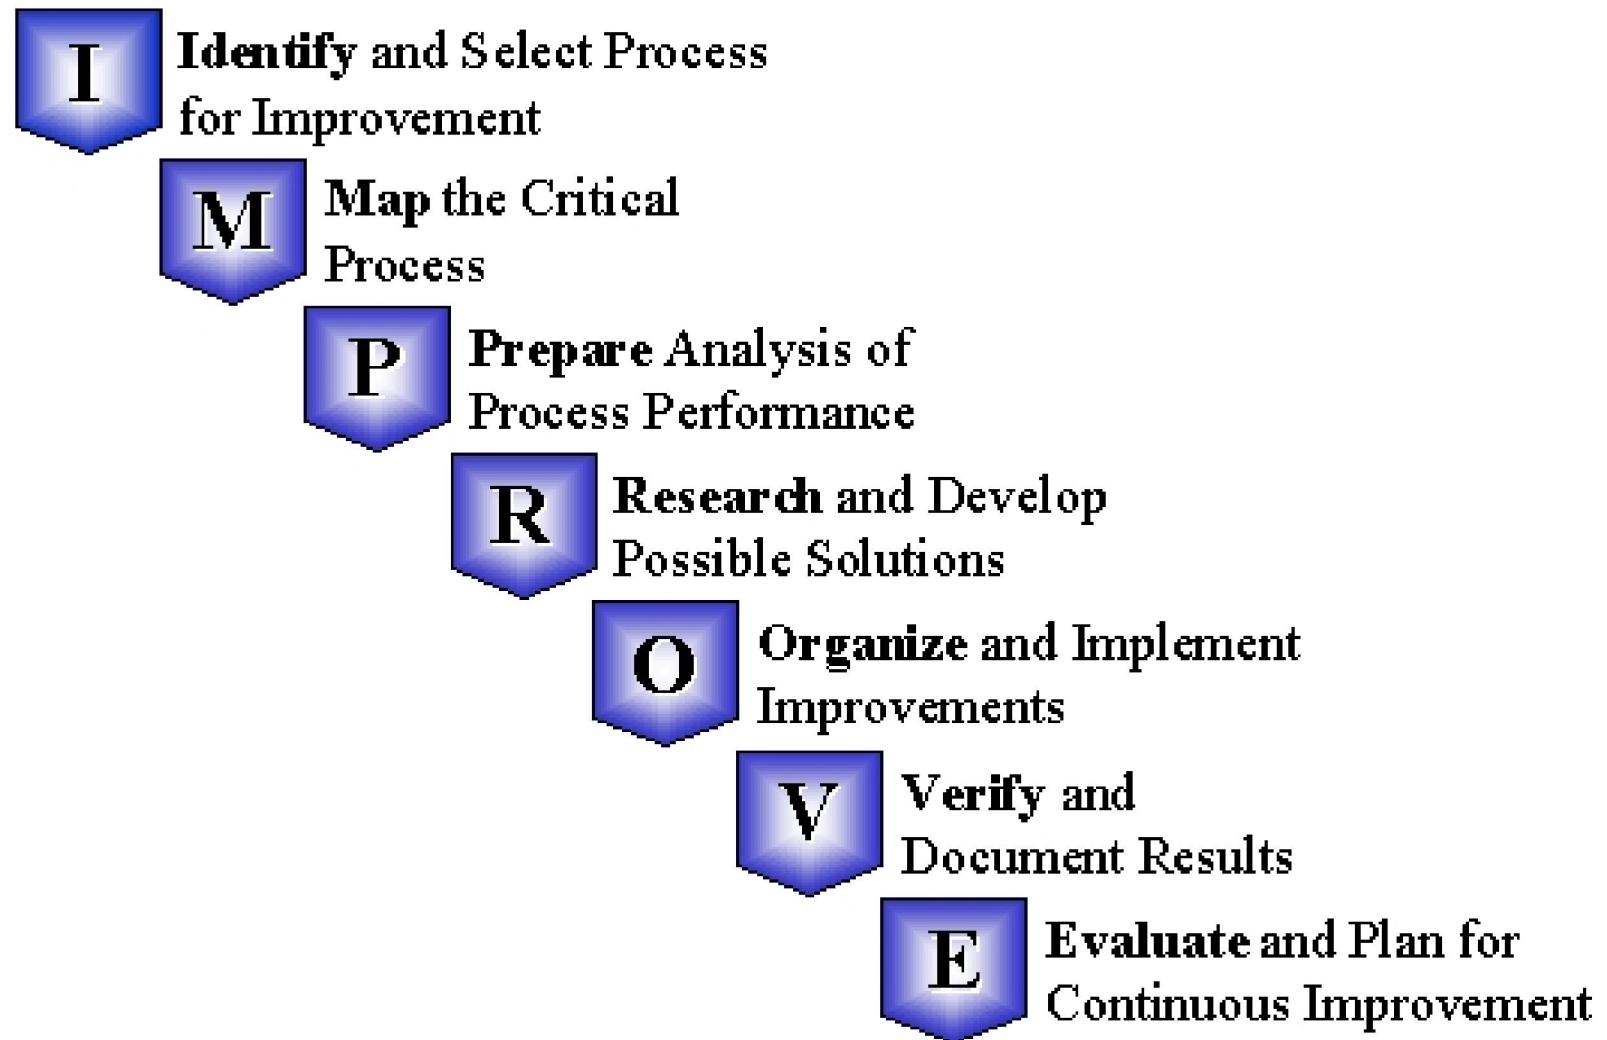 I
Identify and Select Process
for Improvement
M
Map the Critical
Process
P
Prepare Analysis of
Process Performance
R
Research and Develop
Possible Solutions
O
Organize and Implement
Improvements
V
Verify and
Document Results
E
Evaluate and Plan for
Continuous Improvement